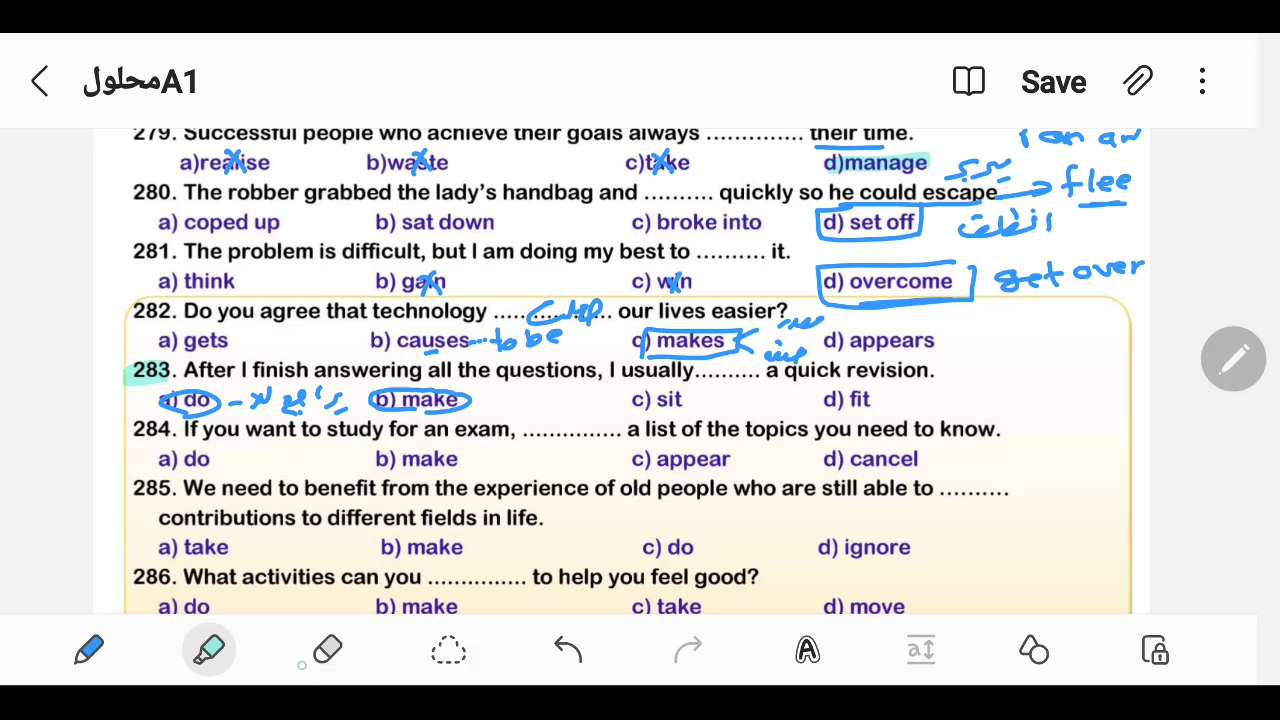 محلولA1
Save
279. Successful people who achieve their goals always .............. their time.
a)realise b)waste c)take d)manage
280. The robber grabbed the lady's handbag and .......... quickly so he could escape flee
a) coped up b) sat down c) broke into d) set off انطلقت
281. The problem is difficult, but I am doing my best to .......... it.
a) think b) gain c) win d) overcome get over
282. Do you agree that technology ................. our lives easier?
a) gets b) causes to be c) makes d) appears
283. After I finish answering all the questions, I usually.......... a quick revision.
a) do b) make c) sit d) fit
284. If you want to study for an exam, ............... a list of the topics you need to know.
a) do b) make c) appear d) cancel
285. We need to benefit from the experience of old people who are still able to ..........
contributions to different fields in life.
a) take b) make c) do d) ignore
286. What activities can you ............... to help you feel good?
a) do b) make c) take d) move
A a